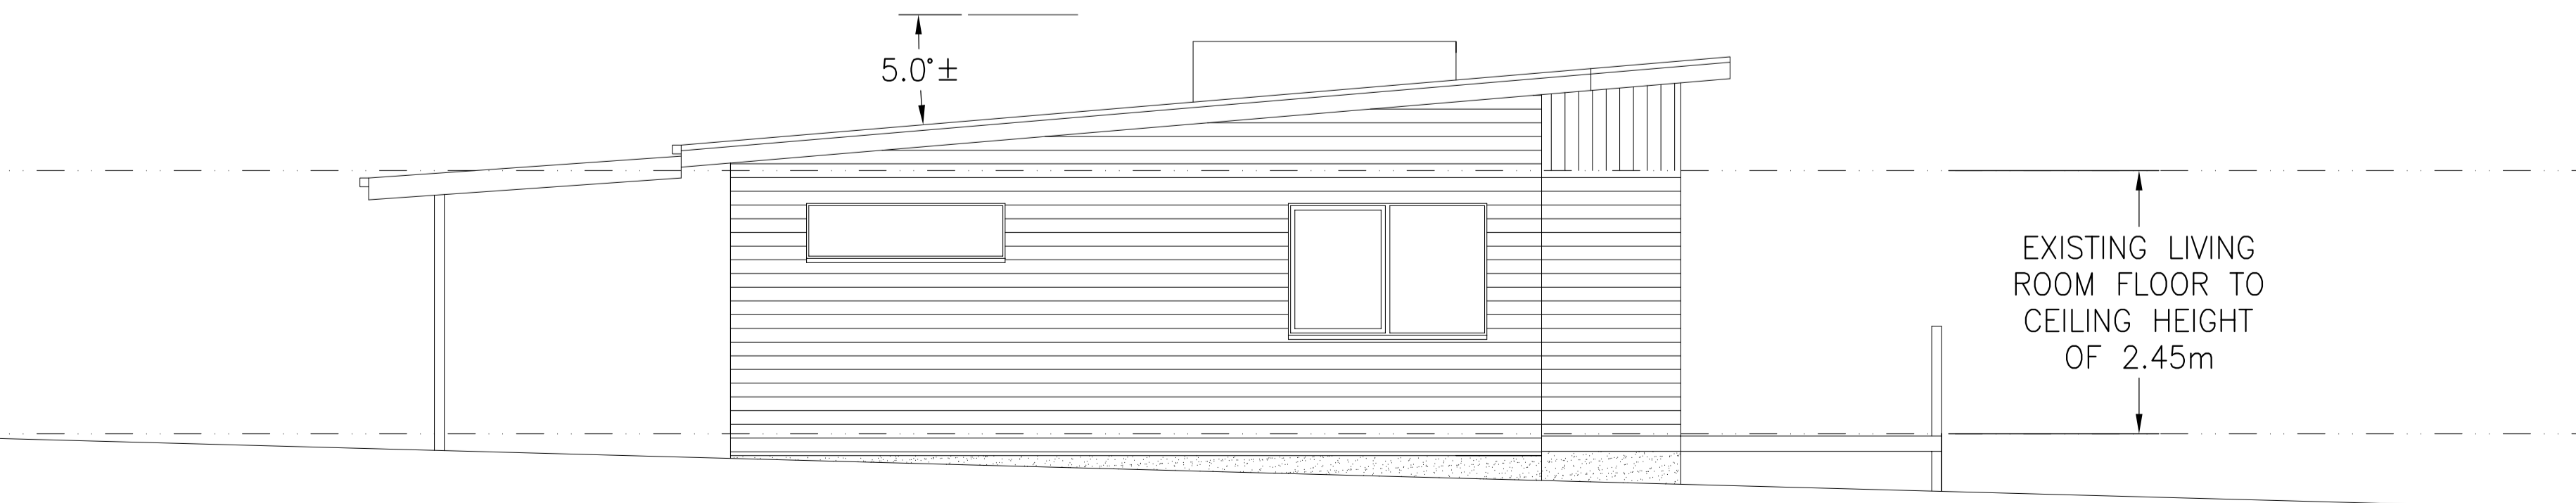 5.0°±
EXISTING LIVING
ROOM FLOOR TO
CEILING HEIGHT
OF 2.45m